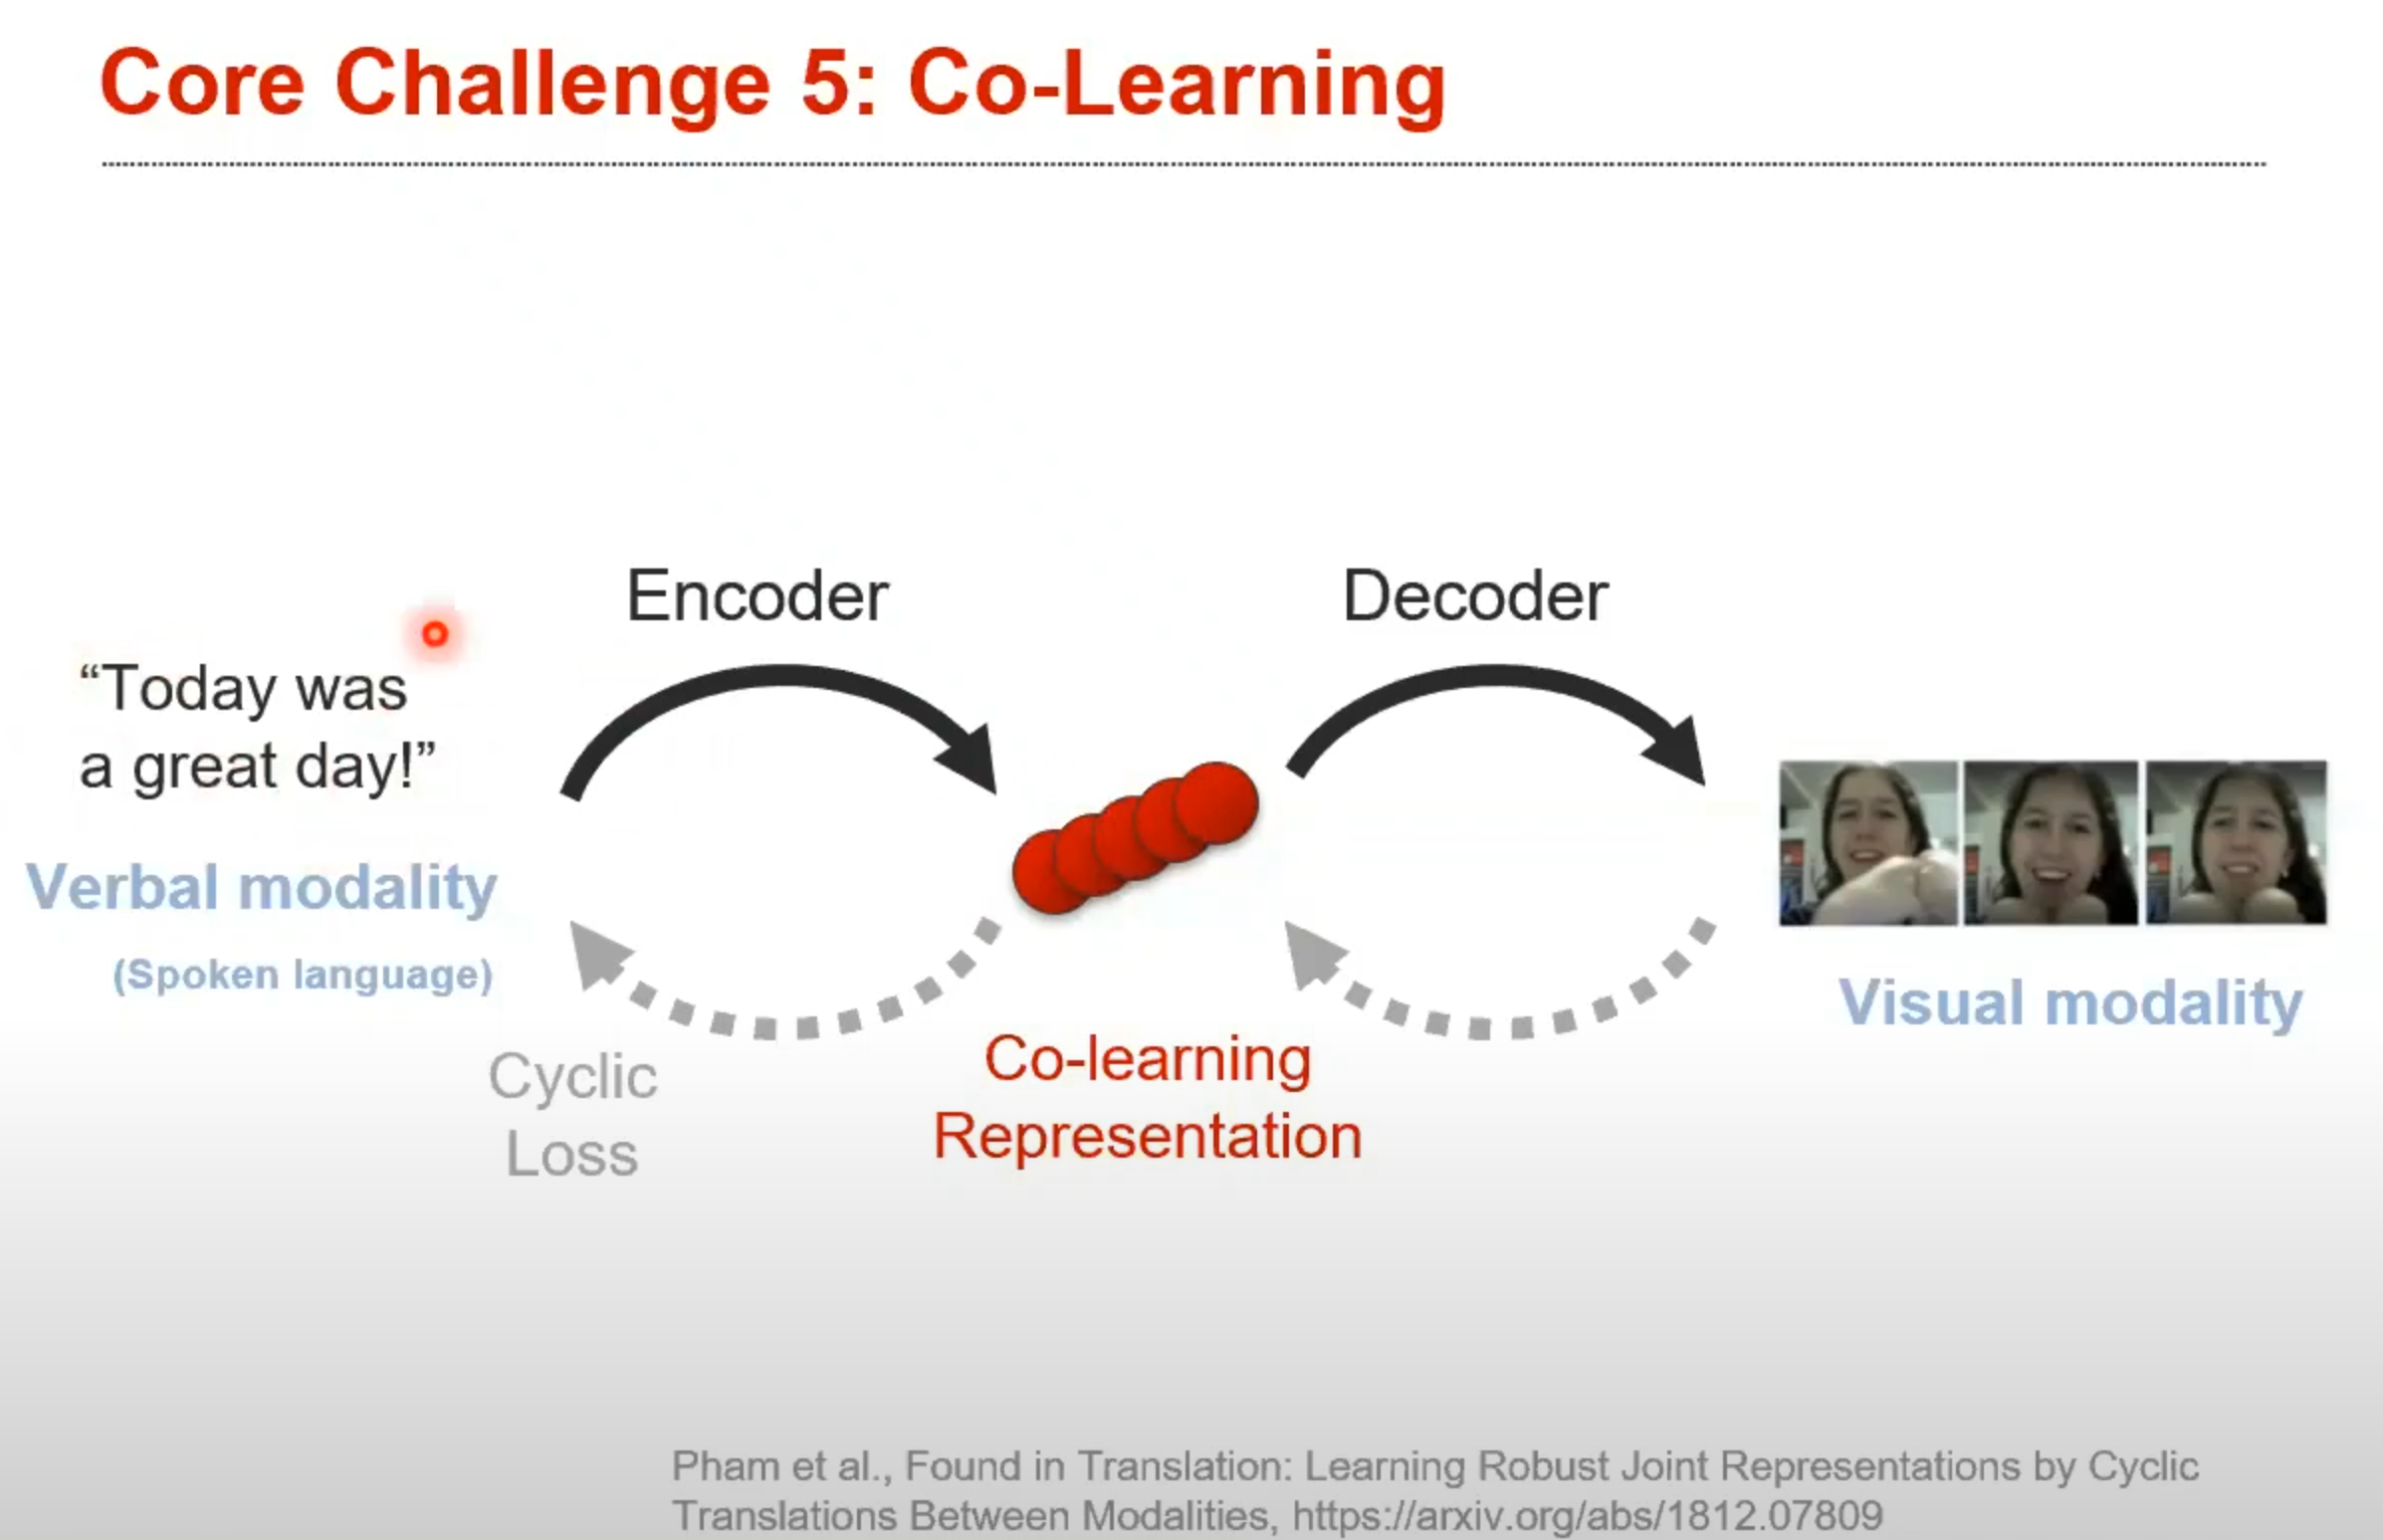 Core Challenge 5: Co-Learning
Encoder
Decoder
“Today was
a great day!”
Verbal modality
(Spoken language)
Visual modality
Cyclic
Loss
Co-learning
Representation
Pham et al., Found in Translation: Learning Robust Joint Representations by Cyclic
Translations Between Modalities, https://arxiv.org/abs/1812.07809